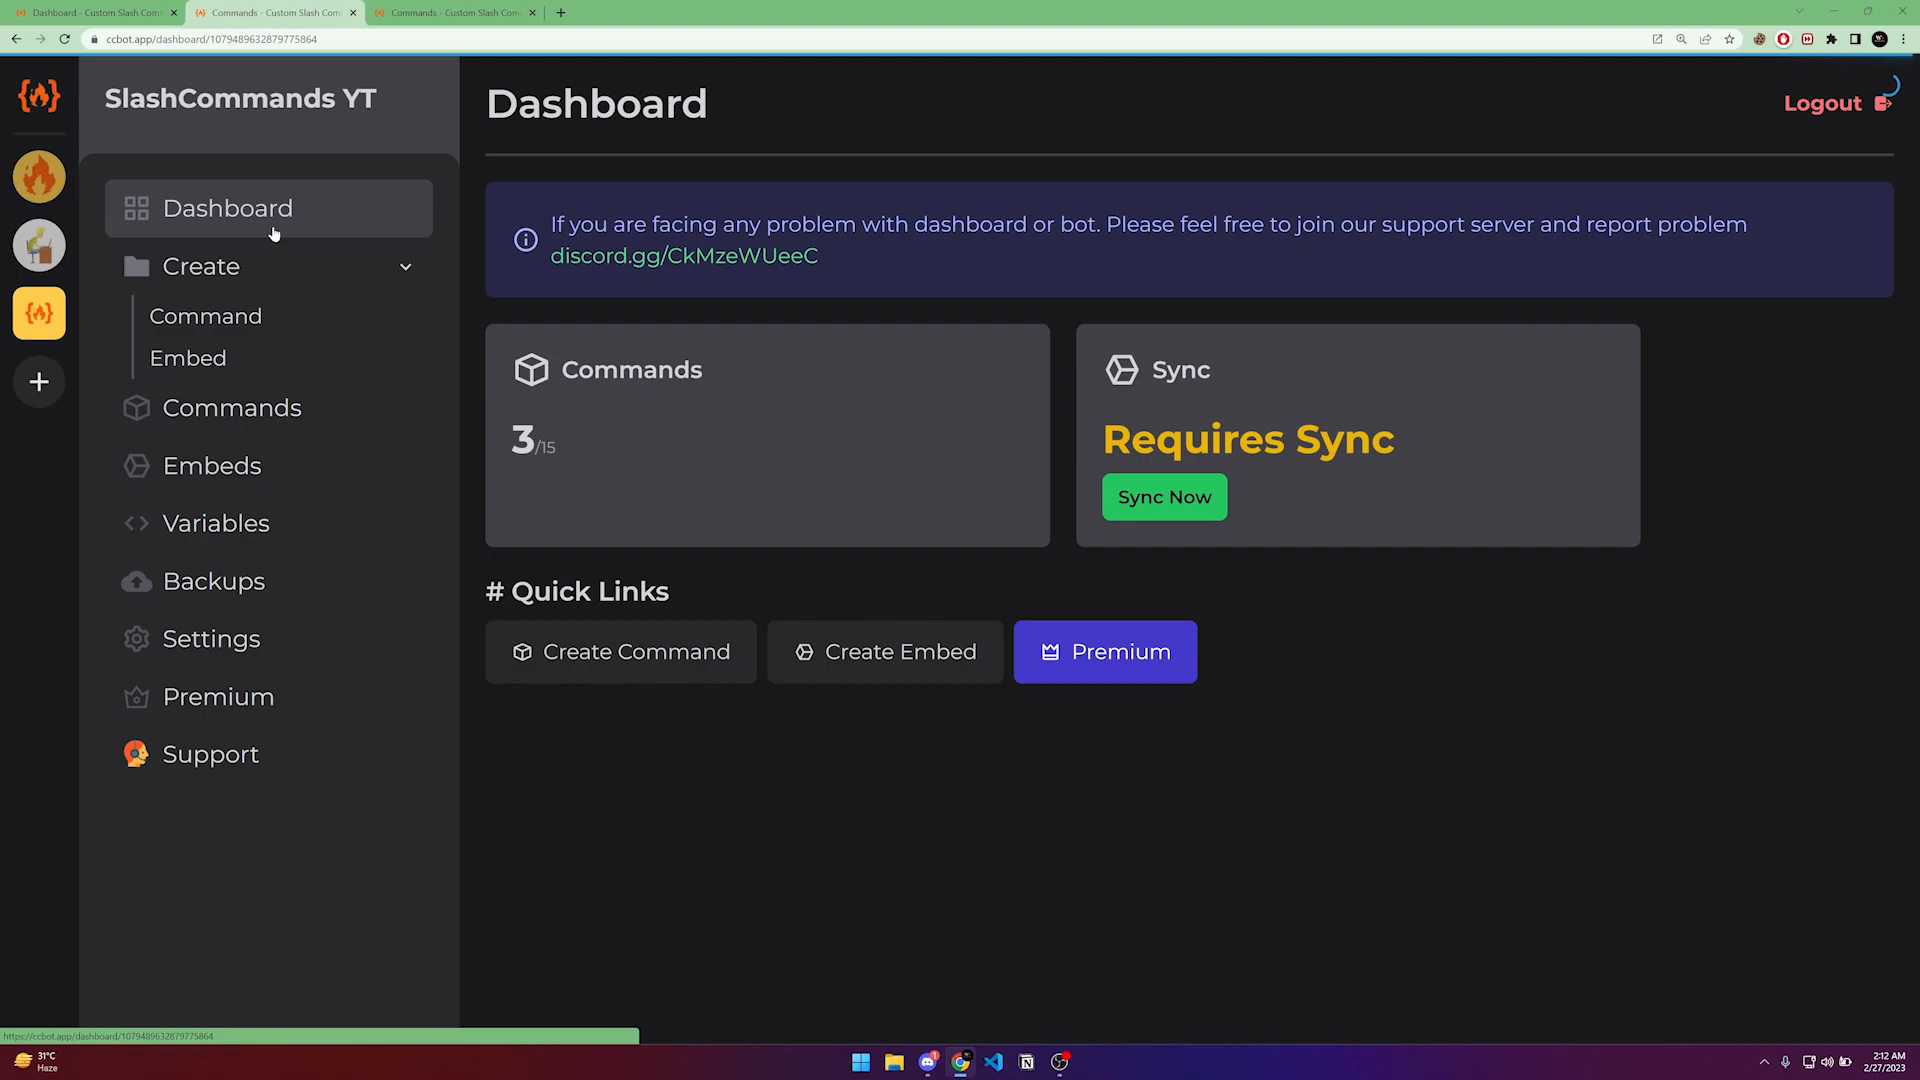 Dashboard - Custom Slash Com
Commands - Custom Slash Com
Commands - Custom Slash Com
ccbot.app/dashboard/1079489632879775864
SlashCommands YT
Dashboard
Logout
Dashboard
If you are facing any problem with dashboard or bot. Please feel free to join our support server and report problem
discord.gg/CkMzeWUeeC
Create
Command
Embed
Commands
Embeds
Variables
Backups
Settings
Premium
Support
Commands
3/15
Sync
Requires Sync
Sync Now
# Quick Links
Create Command
Create Embed
Premium
https://ccbot.app/dashboard/1079489632879775864
31°C
Haze
2:12 AM
2/27/2023